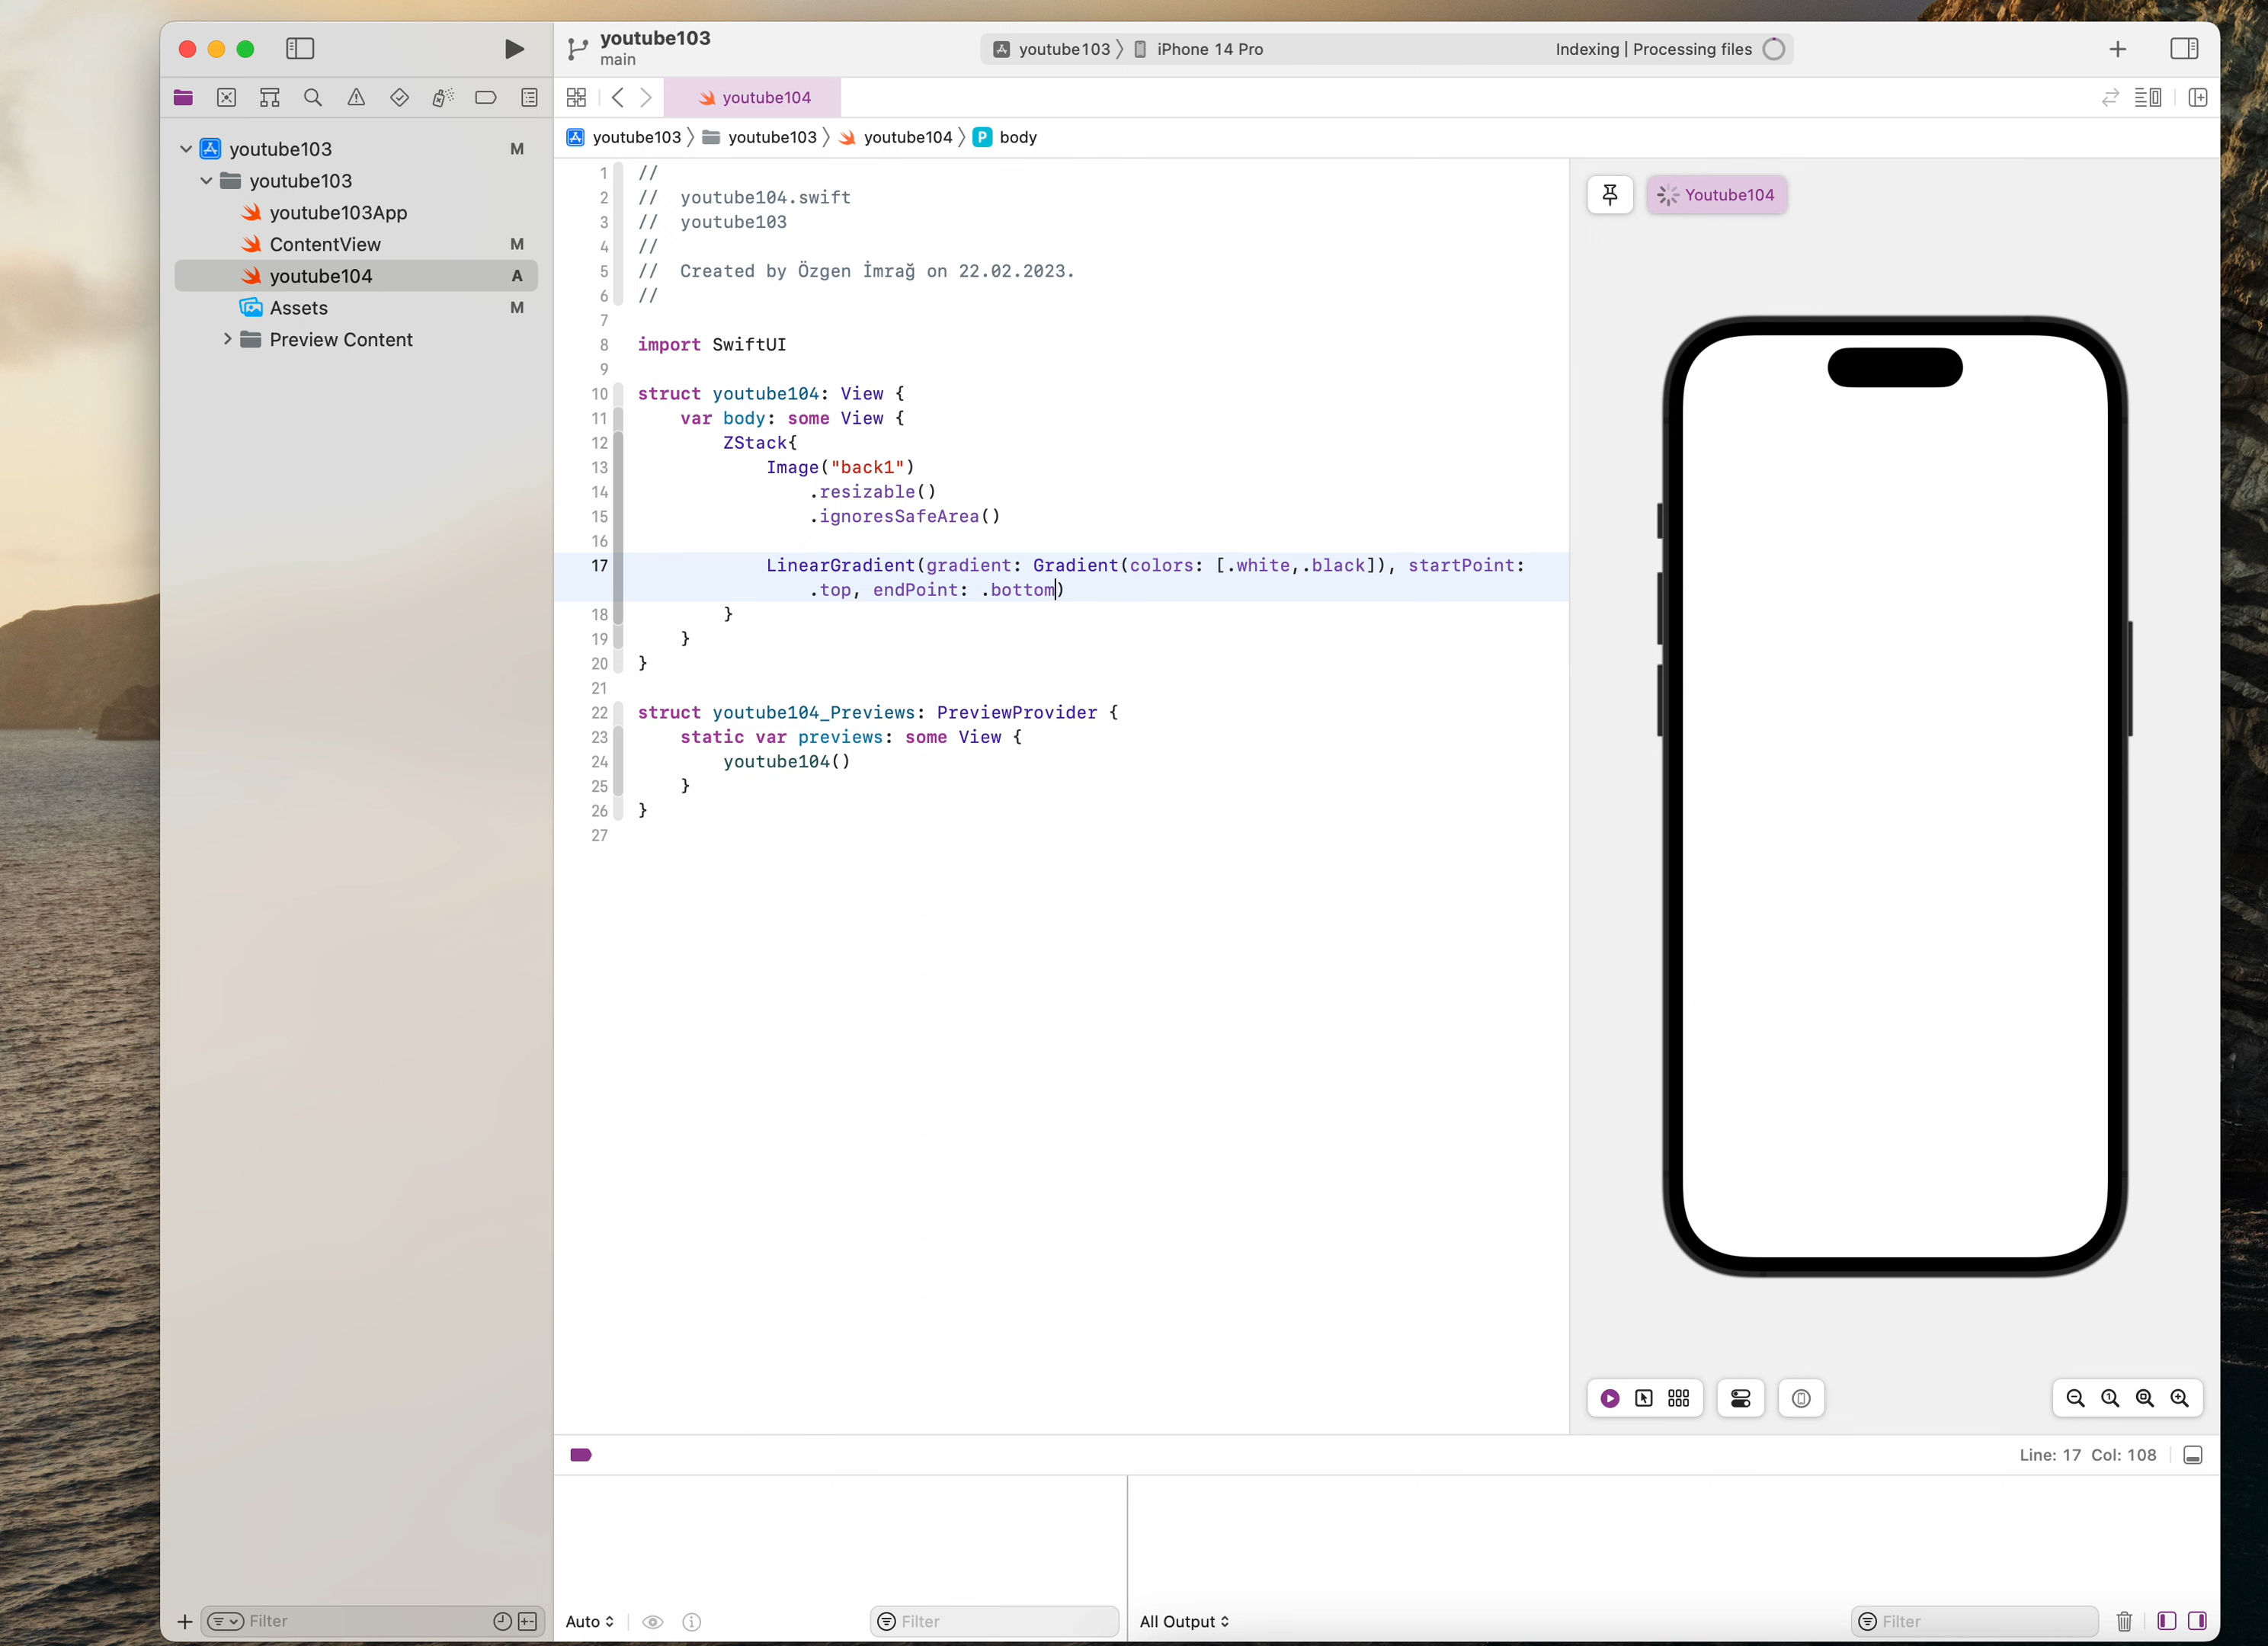 youtube103
main
youtube103 〉 iPhone 14 Pro
Indexing | Processing files
youtube104
youtube103 〉 youtube103 〉 youtube104 〉 P body
youtube103 M
youtube103
youtube103App
ContentView M
youtube104 A
Assets M
Preview Content
1 //
2 //  youtube104.swift
3 //  youtube103
4 //
5 //  Created by Özgen İmrağ on 22.02.2023.
6 //
7
8 import SwiftUI
9
10 struct youtube104: View {
11     var body: some View {
12         ZStack{
13             Image("back1")
14                 .resizable()
15                 .ignoresSafeArea()
16
17             LinearGradient(gradient: Gradient(colors: [.white,.black]), startPoint:
                .top, endPoint: .bottom)
18         }
19     }
20 }
21
22 struct youtube104_Previews: PreviewProvider {
23     static var previews: some View {
24         youtube104()
25     }
26 }
27
Youtube104
Line: 17 Col: 108
Filter
Auto
Filter
All Output
Filter